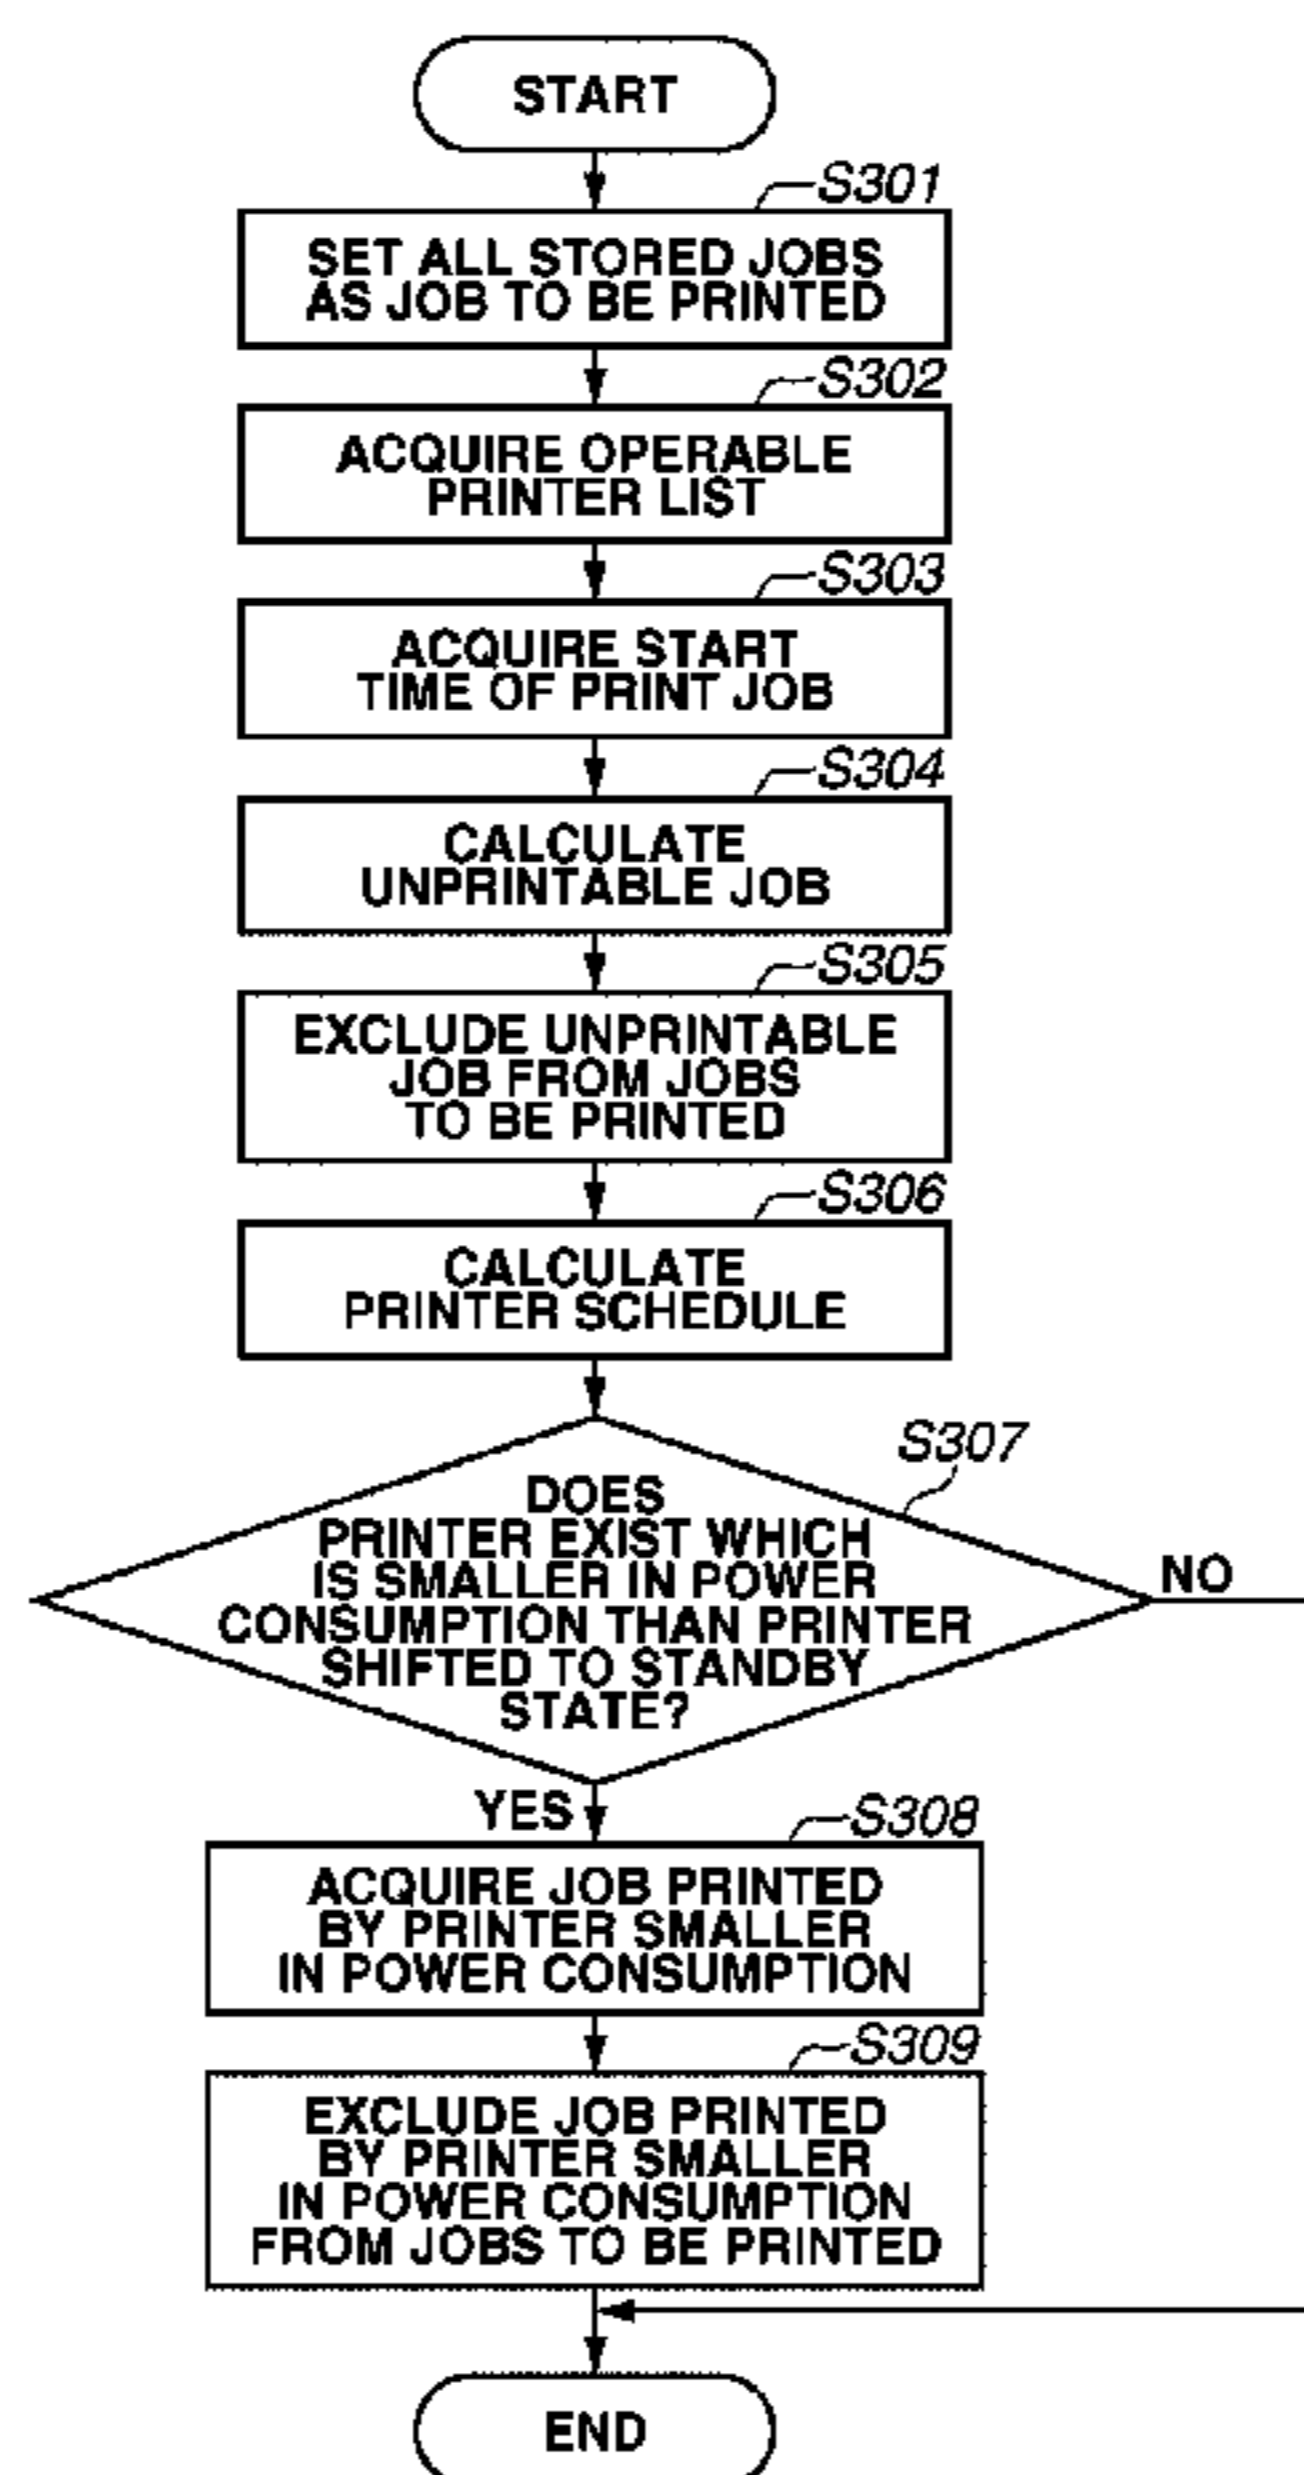 START
S301
SET ALL STORED JOBS
AS JOB TO BE PRINTED
S302
ACQUIRE OPERABLE
PRINTER LIST
S303
ACQUIRE START
TIME OF PRINT JOB
S304
CALCULATE
UNPRINTABLE JOB
S305
EXCLUDE UNPRINTABLE
JOB FROM JOBS
TO BE PRINTED
S306
CALCULATE
PRINTER SCHEDULE
S307
DOES
PRINTER EXIST WHICH
IS SMALLER IN POWER
CONSUMPTION THAN PRINTER
SHIFTED TO STANDBY
STATE?
NO
YES
S308
ACQUIRE JOB PRINTED
BY PRINTER SMALLER
IN POWER CONSUMPTION
S309
EXCLUDE JOB PRINTED
BY PRINTER SMALLER
IN POWER CONSUMPTION
FROM JOBS TO BE PRINTED
END